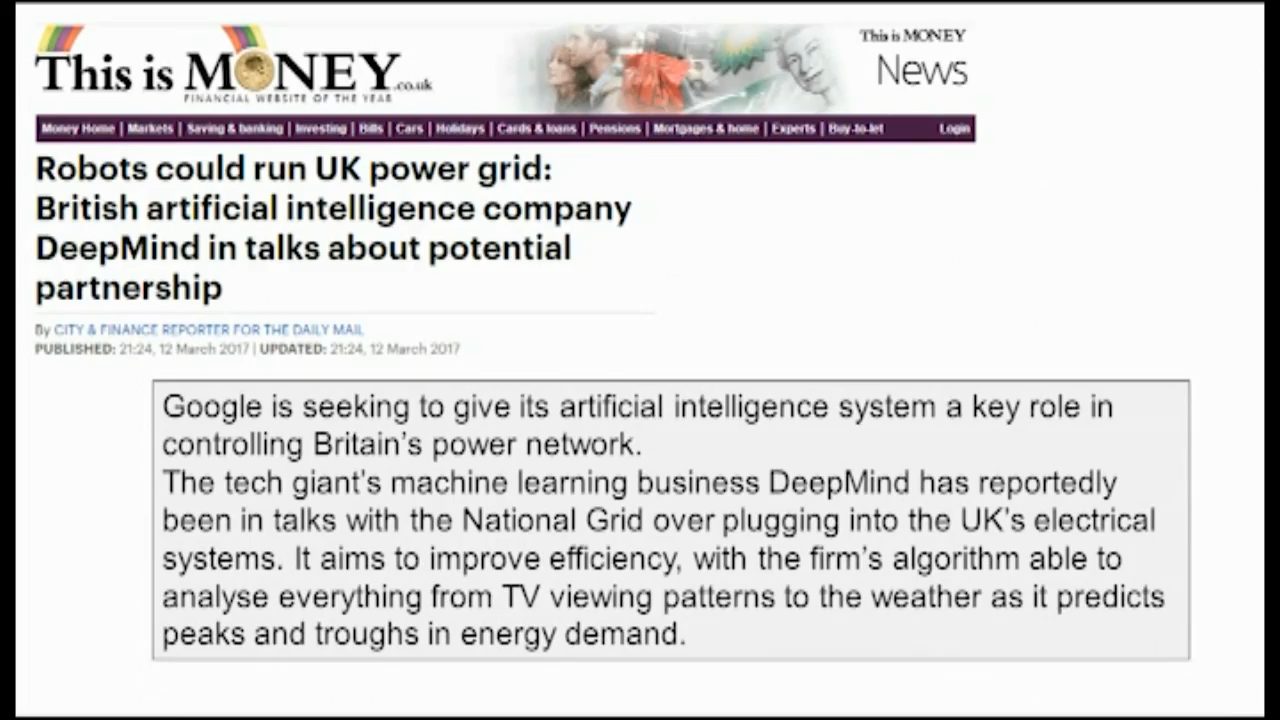 This is MONEY.co.uk
FINANCIAL WEBSITE OF THE YEAR
This is MONEY
News
Money Home | Markets | Saving & banking | Investing | Bills | Cars | Holidays | Cards & loans | Pensions | Mortgages & home | Experts | Buy-to-let Login
Robots could run UK power grid:
British artificial intelligence company
DeepMind in talks about potential
partnership
By CITY & FINANCE REPORTER FOR THE DAILY MAIL
PUBLISHED: 21:24, 12 March 2017 | UPDATED: 21:24, 12 March 2017
Google is seeking to give its artificial intelligence system a key role in
controlling Britain's power network.
The tech giant's machine learning business DeepMind has reportedly
been in talks with the National Grid over plugging into the UK's electrical
systems. It aims to improve efficiency, with the firm's algorithm able to
analyse everything from TV viewing patterns to the weather as it predicts
peaks and troughs in energy demand.